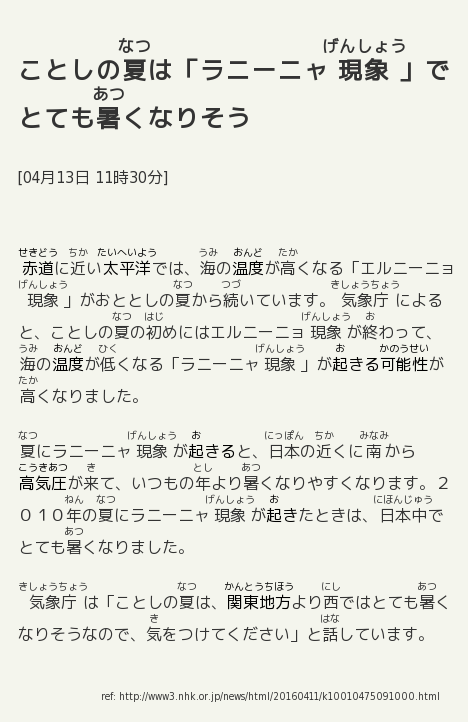 ことしの夏は「ラニーニャ 現象 」で
とても暑くなりそう
[04月13日 11時30分]
赤道に近い太平洋では、海の温度が高くなる「エルニーニョ
現象 」がおととしの夏から続いています。 気象庁 による
と、ことしの夏の初めにはエルニーニョ 現象 が終わって、
海の温度が低くなる「ラニーニャ 現象 」が起きる可能性が
高くなりました。
夏にラニーニャ 現象 が起きると、日本の近くに南から
高気圧が来て、いつもの年より暑くなりやすくなります。２
０１０年の夏にラニーニャ 現象 が起きたときは、日本中で
とても暑くなりました。
気象庁 は「ことしの夏は、関東地方より西ではとても暑く
なりそうなので、気をつけてください」と話しています。
ref: http://www3.nhk.or.jp/news/html/20160411/k10010475091000.html